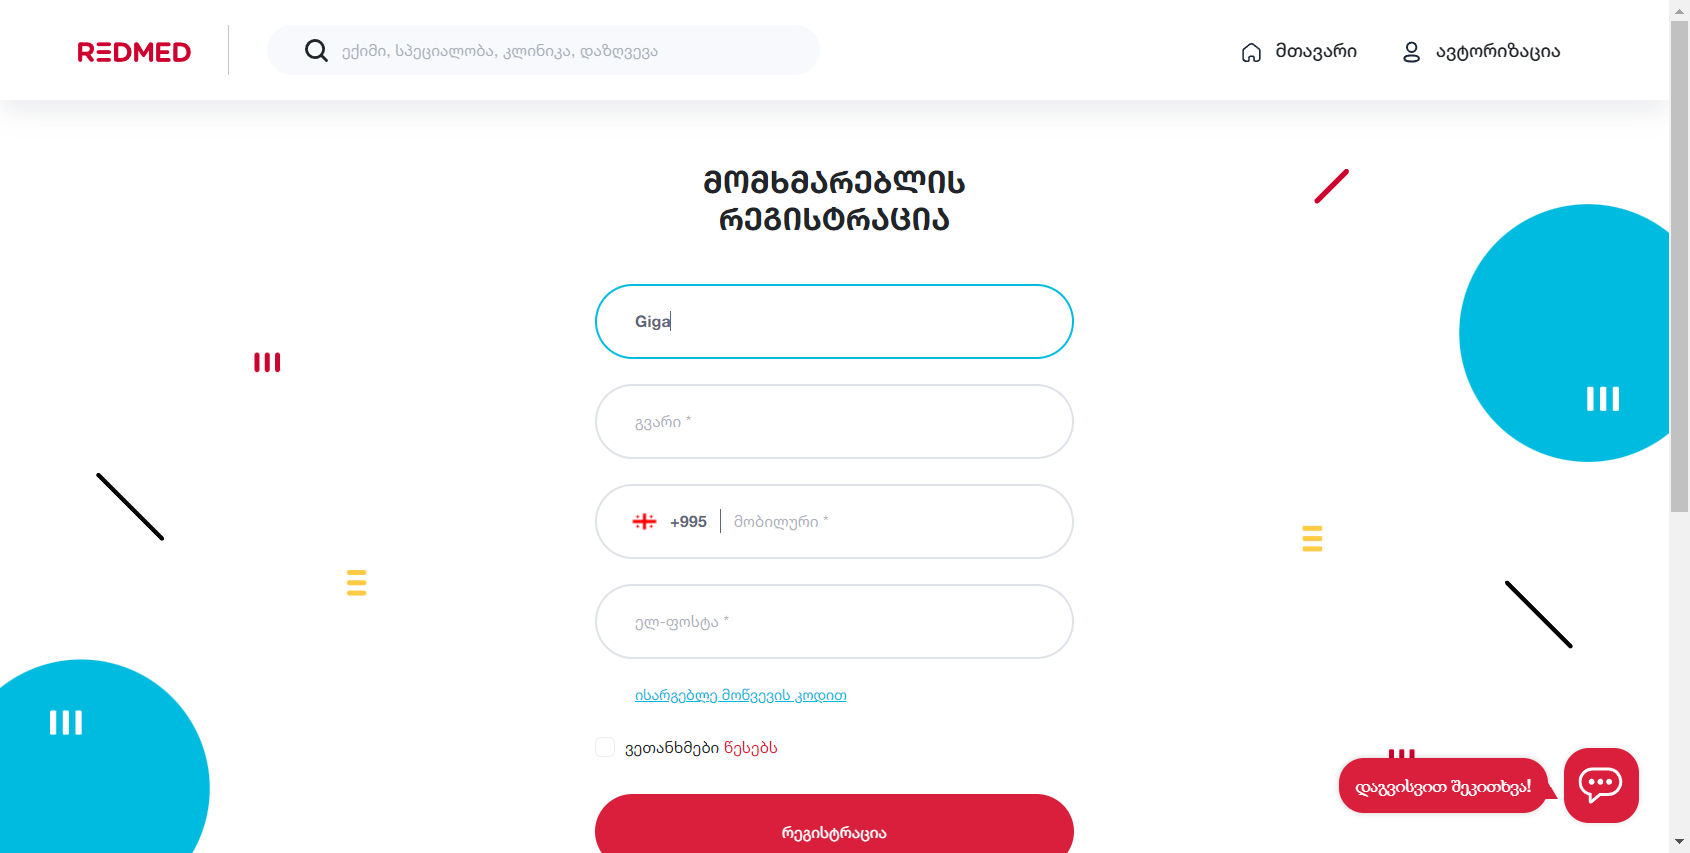 REDMED
ექიმი, სპეციალობა, კლინიკა, დაზღვევა
მთავარი
ავტორიზაცია
მომხმარებლის
რეგისტრაცია
Giga
გვარი *
+995 მობილური *
ელ-ფოსტა *
ისარგებლე მოწვევის კოდით
ვეთანხმები წესებს
რეგისტრაცია
დაგვისვით შეკითხვა!